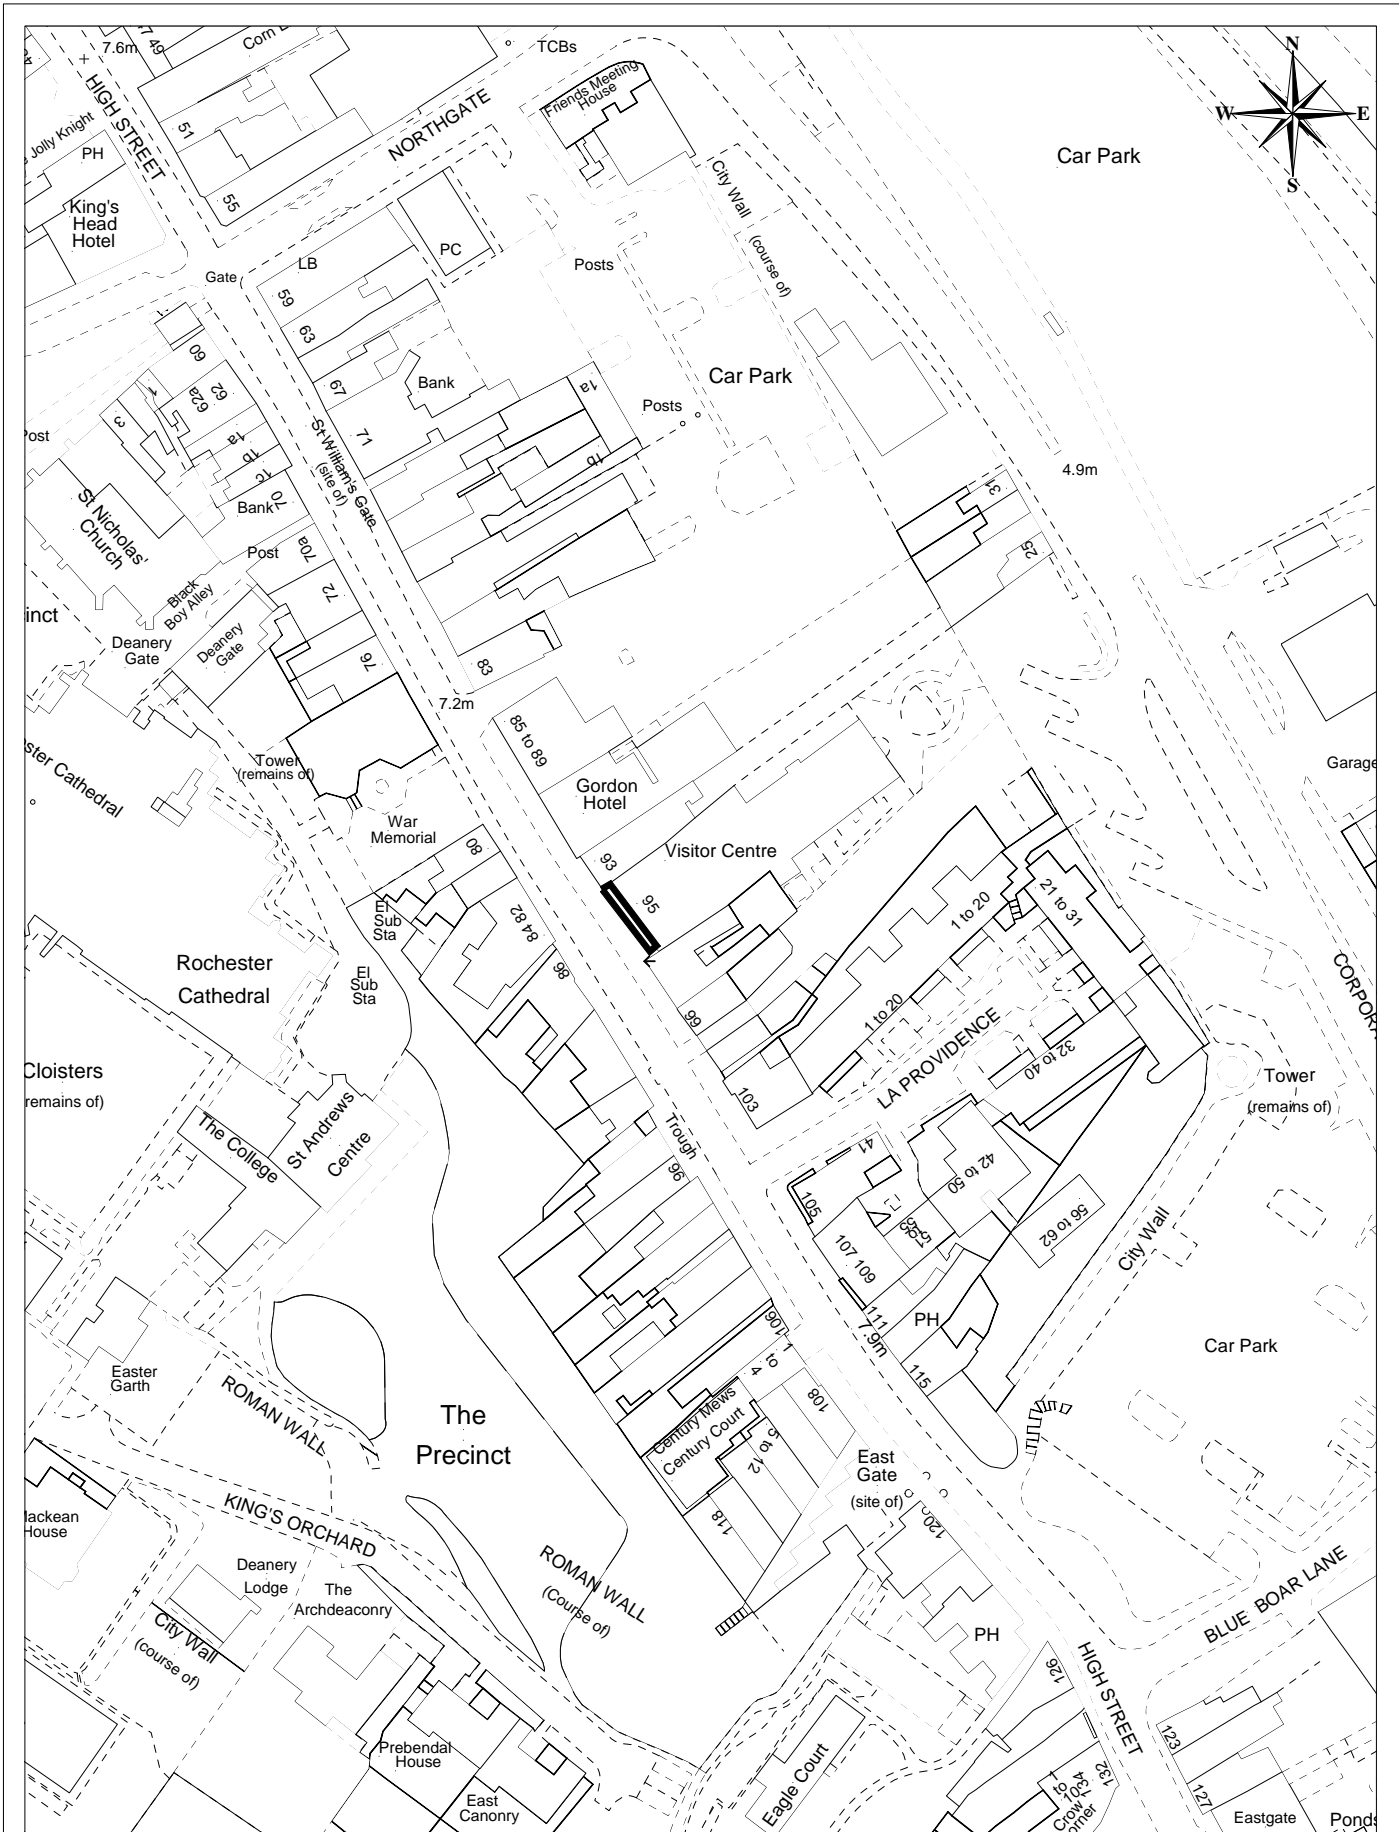 47 49
7.6m
Corn E
TCBs
N
W
E
S
HIGH STREET
Friends Meeting
House
NORTHGATE
51
Jolly Knight
PH
55
Car Park
King's
Head
Hotel
City Wall
(course of)
PC
LB
Posts
Gate
59
63
60
67
Bank
1a
Car Park
Posts
62
62a
1
3
Post
71
1a
1b
1c
70
St William's Gate
(site of)
1b
4.9m
31
25
St Nicholas'
Church
Bank
Post
70a
72
Black
Boy Alley
inct
Deanery
Gate
Deanery
Gate
76
83
7.2m
85 to 89
Tower
(remains of)
ster Cathedral
Gordon
Hotel
Garage
War
Memorial
80
93
Visitor Centre
95
El
Sub
Sta
84 82
1 to 20
21 to 31
Rochester
Cathedral
El
Sub
Sta
86
99
1 to 20
LA PROVIDENCE
32 to 40
CORPOR
Cloisters
remains of)
Tower
(remains of)
The College
St Andrews
Centre
103
Trough
96
41
42 to 50
105
107 109
56 to 62
City Wall
111
7.9m
PH
115
106
1
to
4
108
Car Park
Easter
Garth
ROMAN WALL
The
Precinct
Century Mews
Century Court
5 to 12
118
East
Gate
(site of)
120
Mackean
House
KING'S ORCHARD
Deanery
Lodge
The
Archdeaconry
ROMAN WALL
(Course of)
City Wall
(course of)
BLUE BOAR LANE
PH
HIGH STREET
126
Prebendal
House
East
Canonry
Eagle Court
132
123
127
Eastgate
Ponds